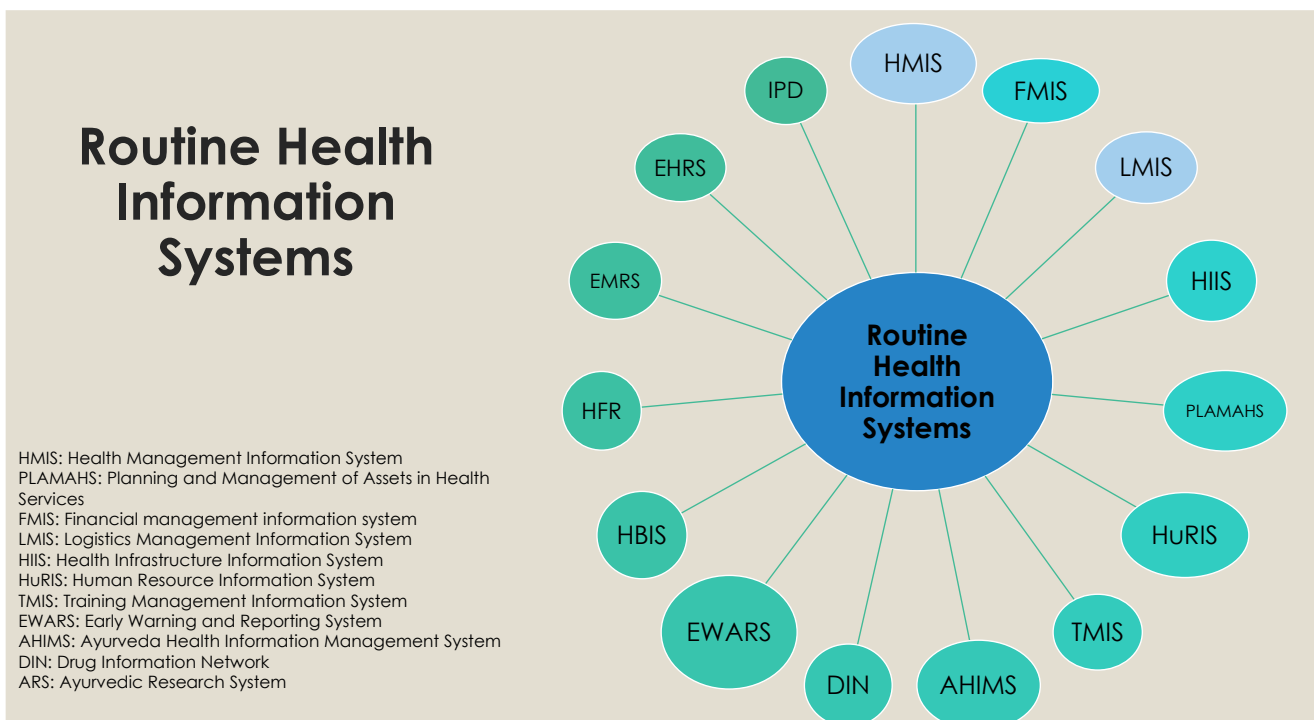 Routine Health
Information
Systems
HMIS: Health Management Information System
PLAMAHS: Planning and Management of Assets in Health
Services
FMIS: Financial management information system
LMIS: Logistics Management Information System
HIIS: Health Infrastructure Information System
HuRIS: Human Resource Information System
TMIS: Training Management Information System
EWARS: Early Warning and Reporting System
AHIMS: Ayurveda Health Information Management System
DIN: Drug Information Network
ARS: Ayurvedic Research System
Routine
Health
Information
Systems
HMIS
FMIS
LMIS
HIIS
PLAMAHS
HuRIS
TMIS
AHIMS
DIN
EWARS
HBIS
HFR
EMRS
EHRS
IPD